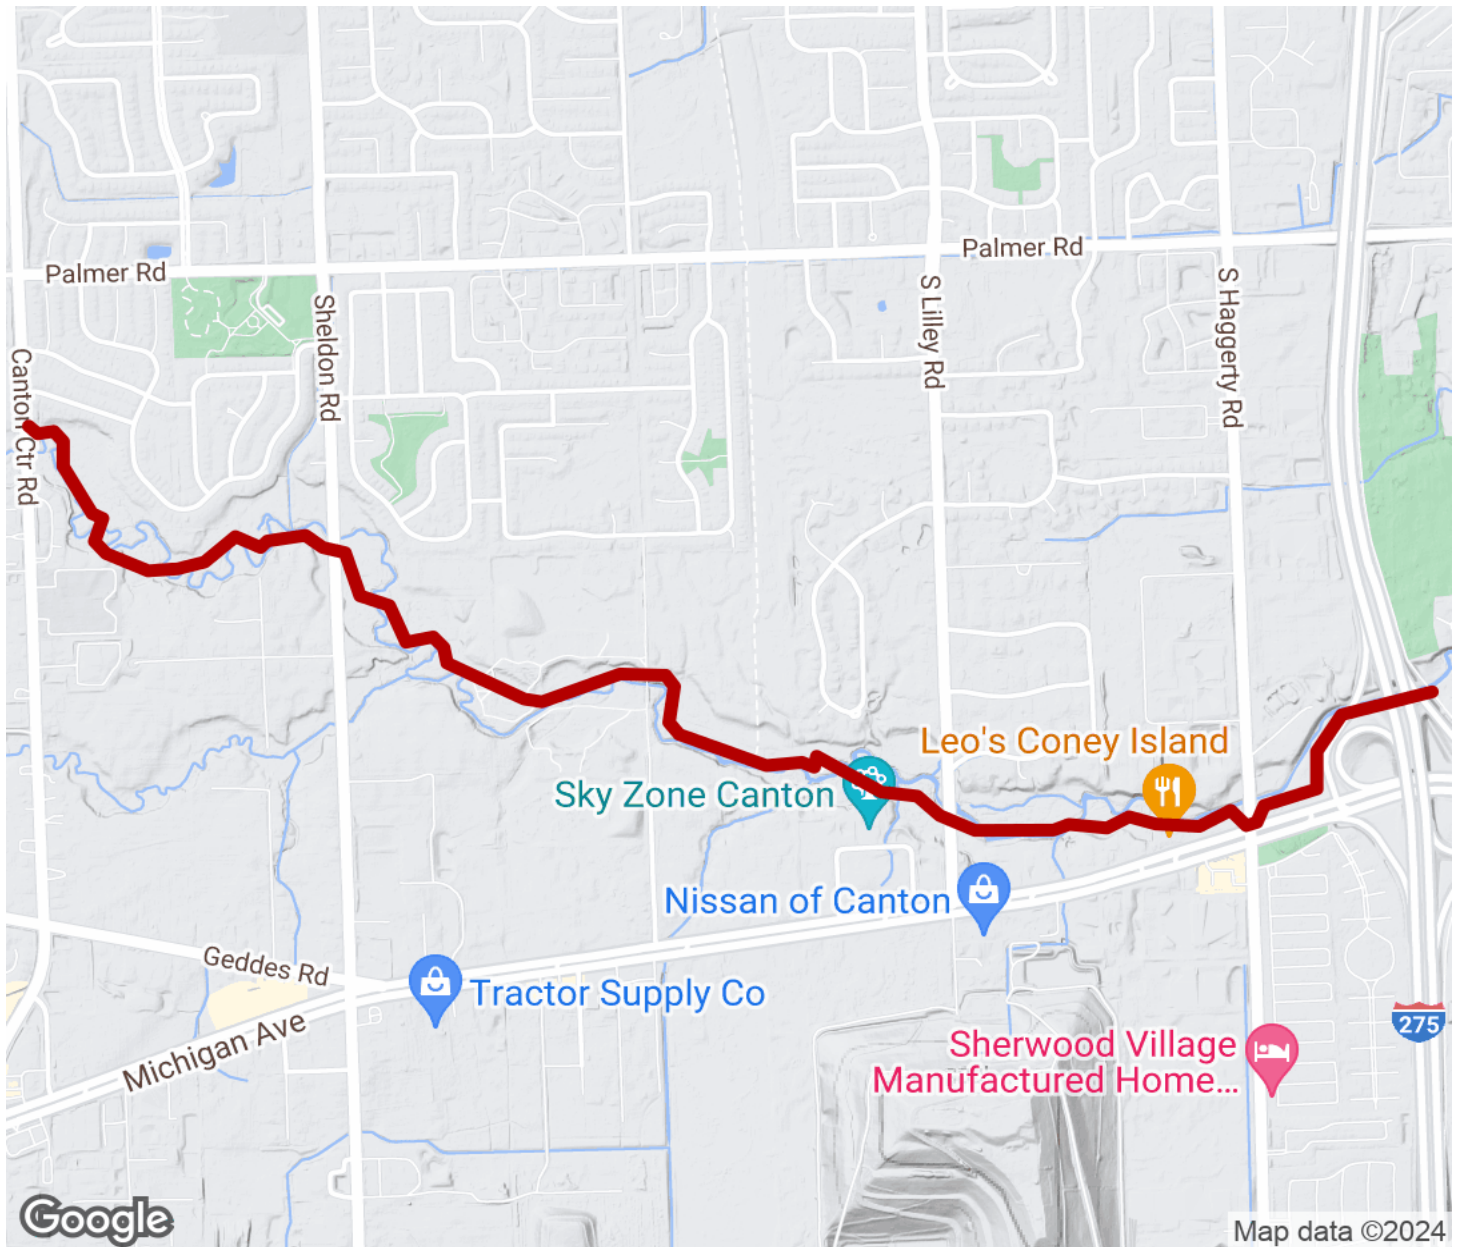 Palmer Rd
Palmer Rd
Canton Ctr Rd
Sheldon Rd
S Lilley Rd
S Haggerty Rd
Leo's Coney Island
Sky Zone Canton
Nissan of Canton
Geddes Rd
Tractor Supply Co
Michigan Ave
275
Sherwood Village
Manufactured Home...
Google
Map data ©2024